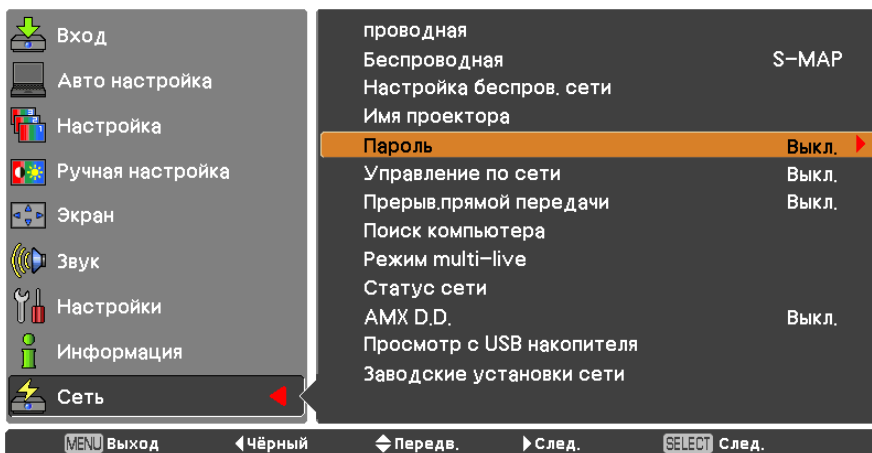 Вход
Авто настройка
Настройка
Ручная настройка
Экран
Звук
Настройки
Информация
Сеть
проводная
Беспроводная S-MAP
Настройка беспров. сети
Имя проектора
Пароль Выкл.
Управление по сети Выкл.
Прерыв.прямой передачи Выкл.
Поиск компьютера
Режим multi-live
Статус сети
AMX D.D. Выкл.
Просмотр с USB накопителя
Заводские установки сети
MENU Выход Чёрный Передв. След. SELECT След.